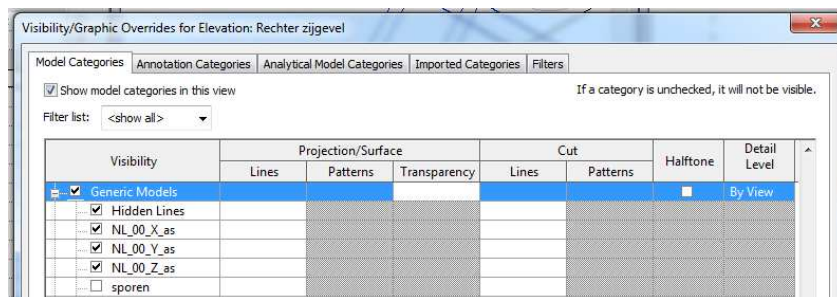 Visibility/Graphic Overrides for Elevation: Rechter zijgevel
Model Categories Annotation Categories Analytical Model Categories Imported Categories Filters
Show model categories in this view If a category is unchecked, it will not be visible.
Filter list: <show all>
Visibility Projection/Surface Cut Halftone Detail Level
Lines Patterns Transparency Lines Patterns
Generic Models By View
Hidden Lines
NL_00_X_as
NL_00_Y_as
NL_00_Z_as
sporen